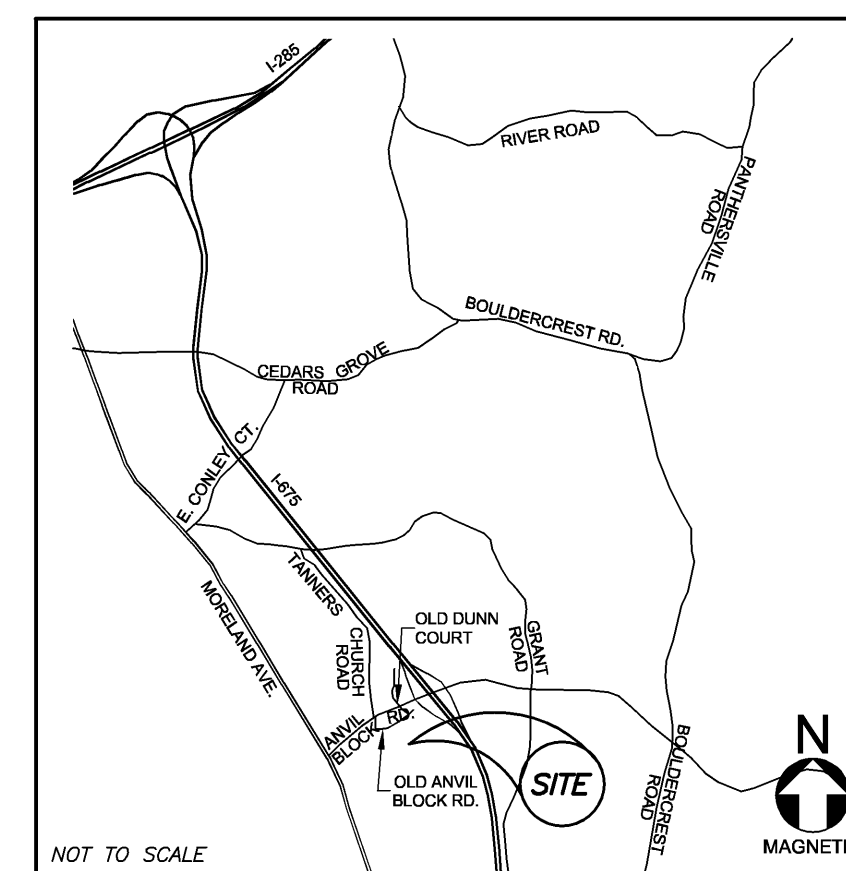 I-285
RIVER ROAD
PANTHERSVILLE
ROAD
BOULDERCREST RD.
CEDARS GROVE
ROAD
E. CONLEY CT.
I-675
TANNERS
CHURCH
ROAD
MORELAND AVE.
OLD DUNN
COURT
GRANT
ROAD
ANVIL
BLOCK RD.
OLD ANVIL
BLOCK RD.
SITE
BOULDERCREST
ROAD
N
MAGNETI
NOT TO SCALE